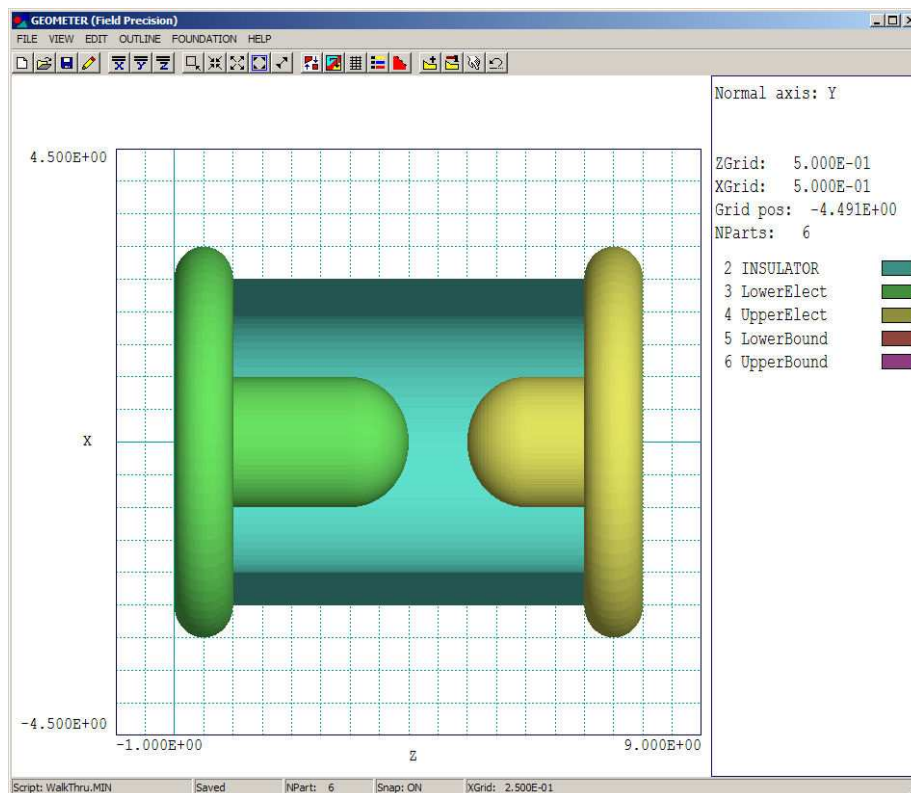 GEOMETER (Field Precision)
FILE VIEW EDIT OUTLINE FOUNDATION HELP
X Y Z
Normal axis: Y
4.500E+00
ZGrid: 5.000E-01
XGrid: 5.000E-01
Grid pos: -4.491E+00
NParts: 6
2 INSULATOR
3 LowerElect
4 UpperElect
5 LowerBound
6 UpperBound
X
-4.500E+00
-1.000E+00 9.000E+00
Z
Script: WalkThru.MIN Saved NPart: 6 Snap: ON XGrid: 2.500E-01